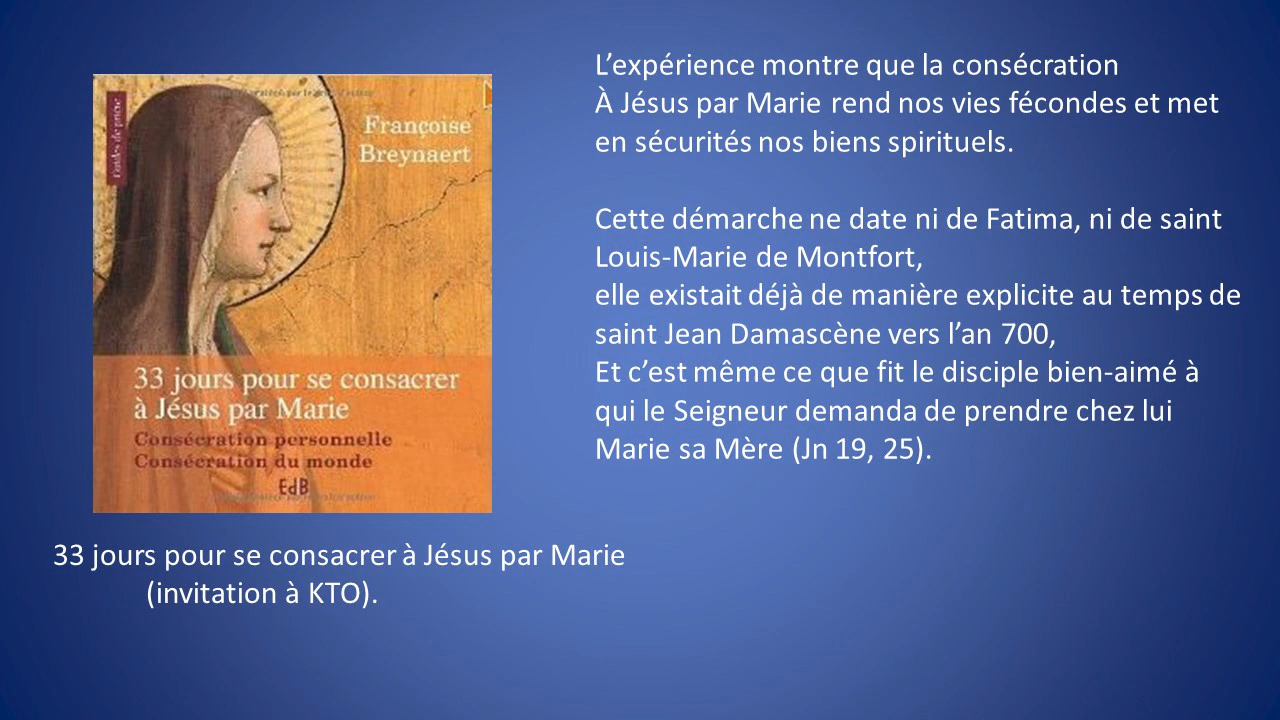 Guides de prière
Françoise
Breynaert
33 jours pour se consacrer
à Jésus par Marie
Consécration personnelle
Consécration du monde
EdB
33 jours pour se consacrer à Jésus par Marie
(invitation à KTO).
L’expérience montre que la consécration
À Jésus par Marie rend nos vies fécondes et met
en sécurités nos biens spirituels.
Cette démarche ne date ni de Fatima, ni de saint
Louis-Marie de Montfort,
elle existait déjà de manière explicite au temps de
saint Jean Damascène vers l’an 700,
Et c’est même ce que fit le disciple bien-aimé à
qui le Seigneur demanda de prendre chez lui
Marie sa Mère (Jn 19, 25).